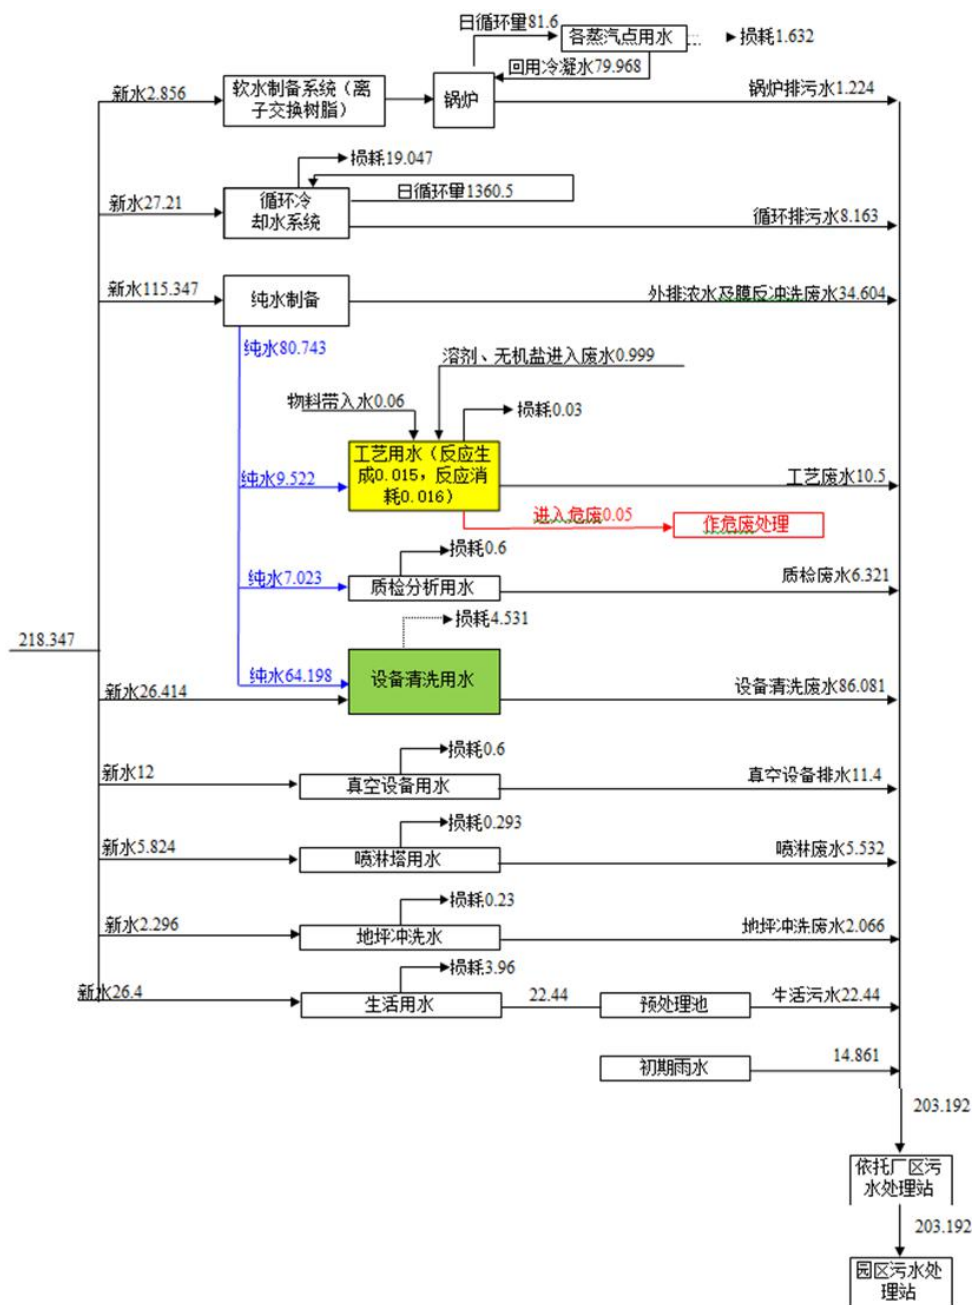 日循环量81.6
各蒸汽点用水
损耗1.632
回用冷凝水79.968
新水2.856
软水制备系统（离
子交换树脂）
锅炉
锅炉排污水1.224
损耗19.047
日循环量1360.5
新水27.21
循环冷
却水系统
循环排污水8.163
新水115.347
纯水制备
外排浓水及膜反冲洗废水34.604
纯水80.743
溶剂、无机盐进入废水0.999
物料带入水0.06
损耗0.03
工艺用水（反应生
成0.015，反应消
耗0.016）
纯水9.522
工艺废水10.5
进入危废0.05
作危废处理
损耗0.6
纯水7.023
质检分析用水
质检废水6.321
损耗4.531
218.347
纯水64.198
设备清洗用水
新水26.414
设备清洗废水86.081
损耗0.6
新水12
真空设备用水
真空设备排水11.4
损耗0.293
新水5.824
喷淋塔用水
喷淋废水5.532
损耗0.23
新水2.296
地坪冲洗水
地坪冲洗废水2.066
损耗3.96
新水26.4
生活用水
22.44
预处理池
生活污水22.44
初期雨水
14.861
203.192
依托厂区污
水处理站
203.192
园区污水处
理站